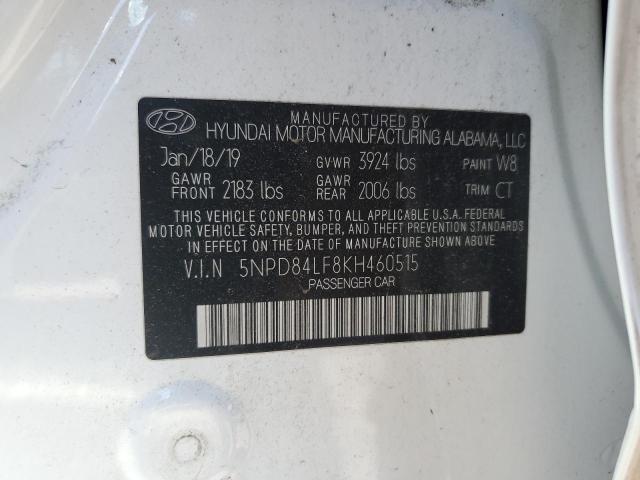 MANUFACTURED BY
HYUNDAI MOTOR MANUFACTURING ALABAMA, LLC
Jan/18/19 GVWR 3924 lbs PAINT W8
GAWR FRONT 2183 lbs GAWR REAR 2006 lbs TRIM CT
THIS VEHICLE CONFORMS TO ALL APPLICABLE U.S.A. FEDERAL
MOTOR VEHICLE SAFETY, BUMPER, AND THEFT PREVENTION STANDARDS
IN EFFECT ON THE DATE OF MANUFACTURE SHOWN ABOVE.
V.I.N 5NPD84LF8KH460515
PASSENGER CAR